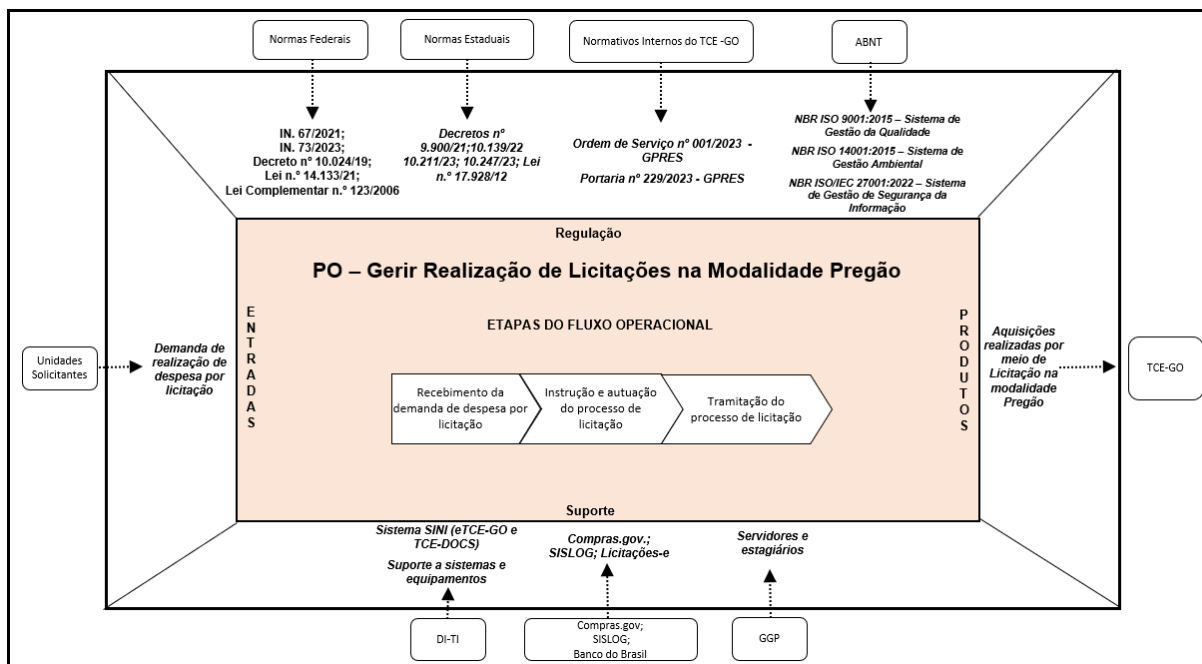 Normas Federais
Normas Estaduais
Normativos Internos do TCE -GO
ABNT
IN. 67/2021;
IN. 73/2023;
Decreto nº 10.024/19;
Lei n.º 14.133/21;
Lei Complementar n.º 123/2006
Decretos nº
9.900/21;10.139/22
10.211/23; 10.247/23; Lei
n.º 17.928/12
Ordem de Serviço nº 001/2023 -
GPRES
Portaria nº 229/2023 - GPRES
NBR ISO 9001:2015 – Sistema de
Gestão da Qualidade
NBR ISO 14001:2015 – Sistema de
Gestão Ambiental
NBR ISO/IEC 27001:2022 – Sistema
de Gestão de Segurança da
Informação
Regulação
PO – Gerir Realização de Licitações na Modalidade Pregão
ETAPAS DO FLUXO OPERACIONAL
Unidades
Solicitantes
Demanda de
realização de
despesa por
licitação
ENTRADAS
Recebimento da
demanda de despesa por
licitação
Instrução e autuação
do processo de
licitação
Tramitação do
processo de licitação
PRODUTOS
Aquisições
realizadas por
meio de
Licitação na
modalidade
Pregão
TCE-GO
Suporte
Sistema SINI (eTCE-GO e
TCE-DOCS)
Suporte a sistemas e
equipamentos
Compras.gov.;
SISLOG; Licitações-e
Servidores e
estagiários
DI-TI
Compras.gov;
SISLOG;
Banco do Brasil
GGP